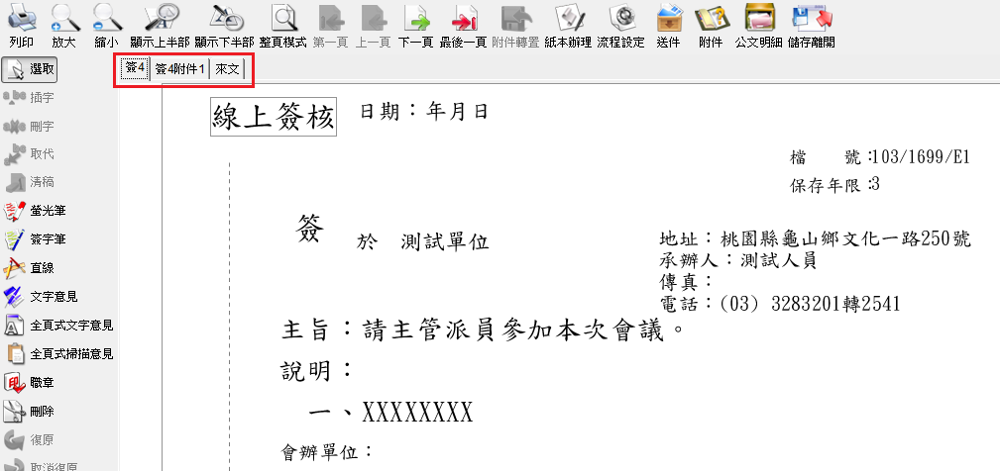 列印 放大 縮小 顯示上半部 顯示下半部 整頁模式 第一頁 上一頁 下一頁 最後一頁 附件轉置 紙本辦理 流程設定 送件 附件 公文明細 儲存離開
選取 簽4 簽4附件1 來文
插字
刪字
取代
清稿
螢光筆
簽字筆
直線
文字意見
全頁式文字意見
全頁式掃描意見
職章
刪除
復原
取消復原
線上簽核 日期：年月日
檔 號:103/1699/E1
保存年限:3
簽 於 測試單位
地址：桃園縣龜山鄉文化一路250號
承辦人：測試人員
傳真：
電話：(03) 3283201轉2541
主旨：請主管派員參加本次會議。
說明：
一、XXXXXXXX
會辦單位：